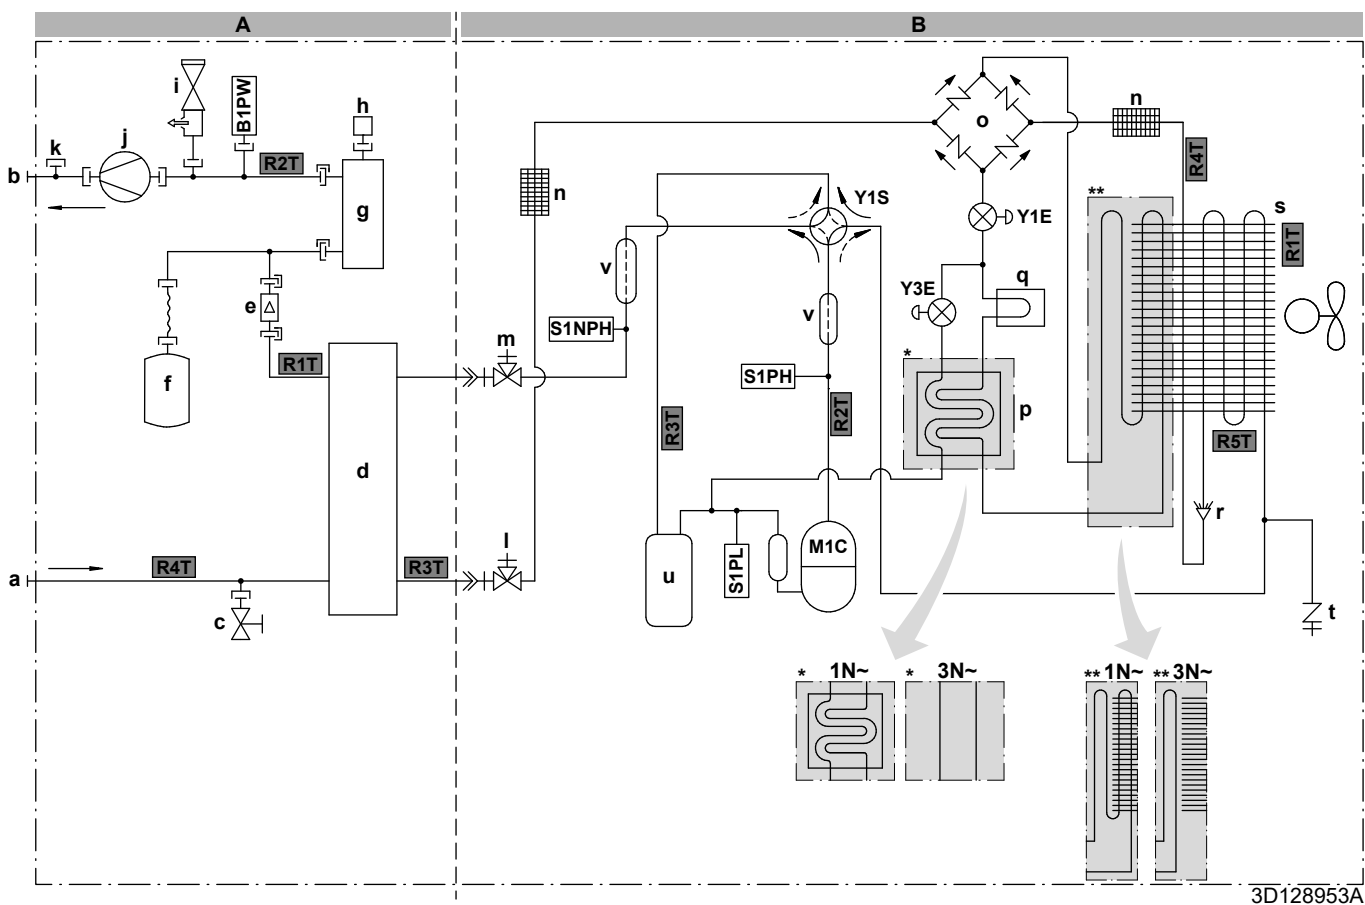 A
B
i
B1PW
h
k
j
R2T
b
g
e
R1T
f
d
a
R4T
R3T
c
m
l
n
v
S1NPH
R3T
u
S1PL
Y1S
v
S1PH
R2T
M1C
o
Y1E
Y3E
q
*
p
n
R4T
**
s
R1T
R5T
r
t
* 1N~
* 3N~
** 1N~
** 3N~
3D128953A